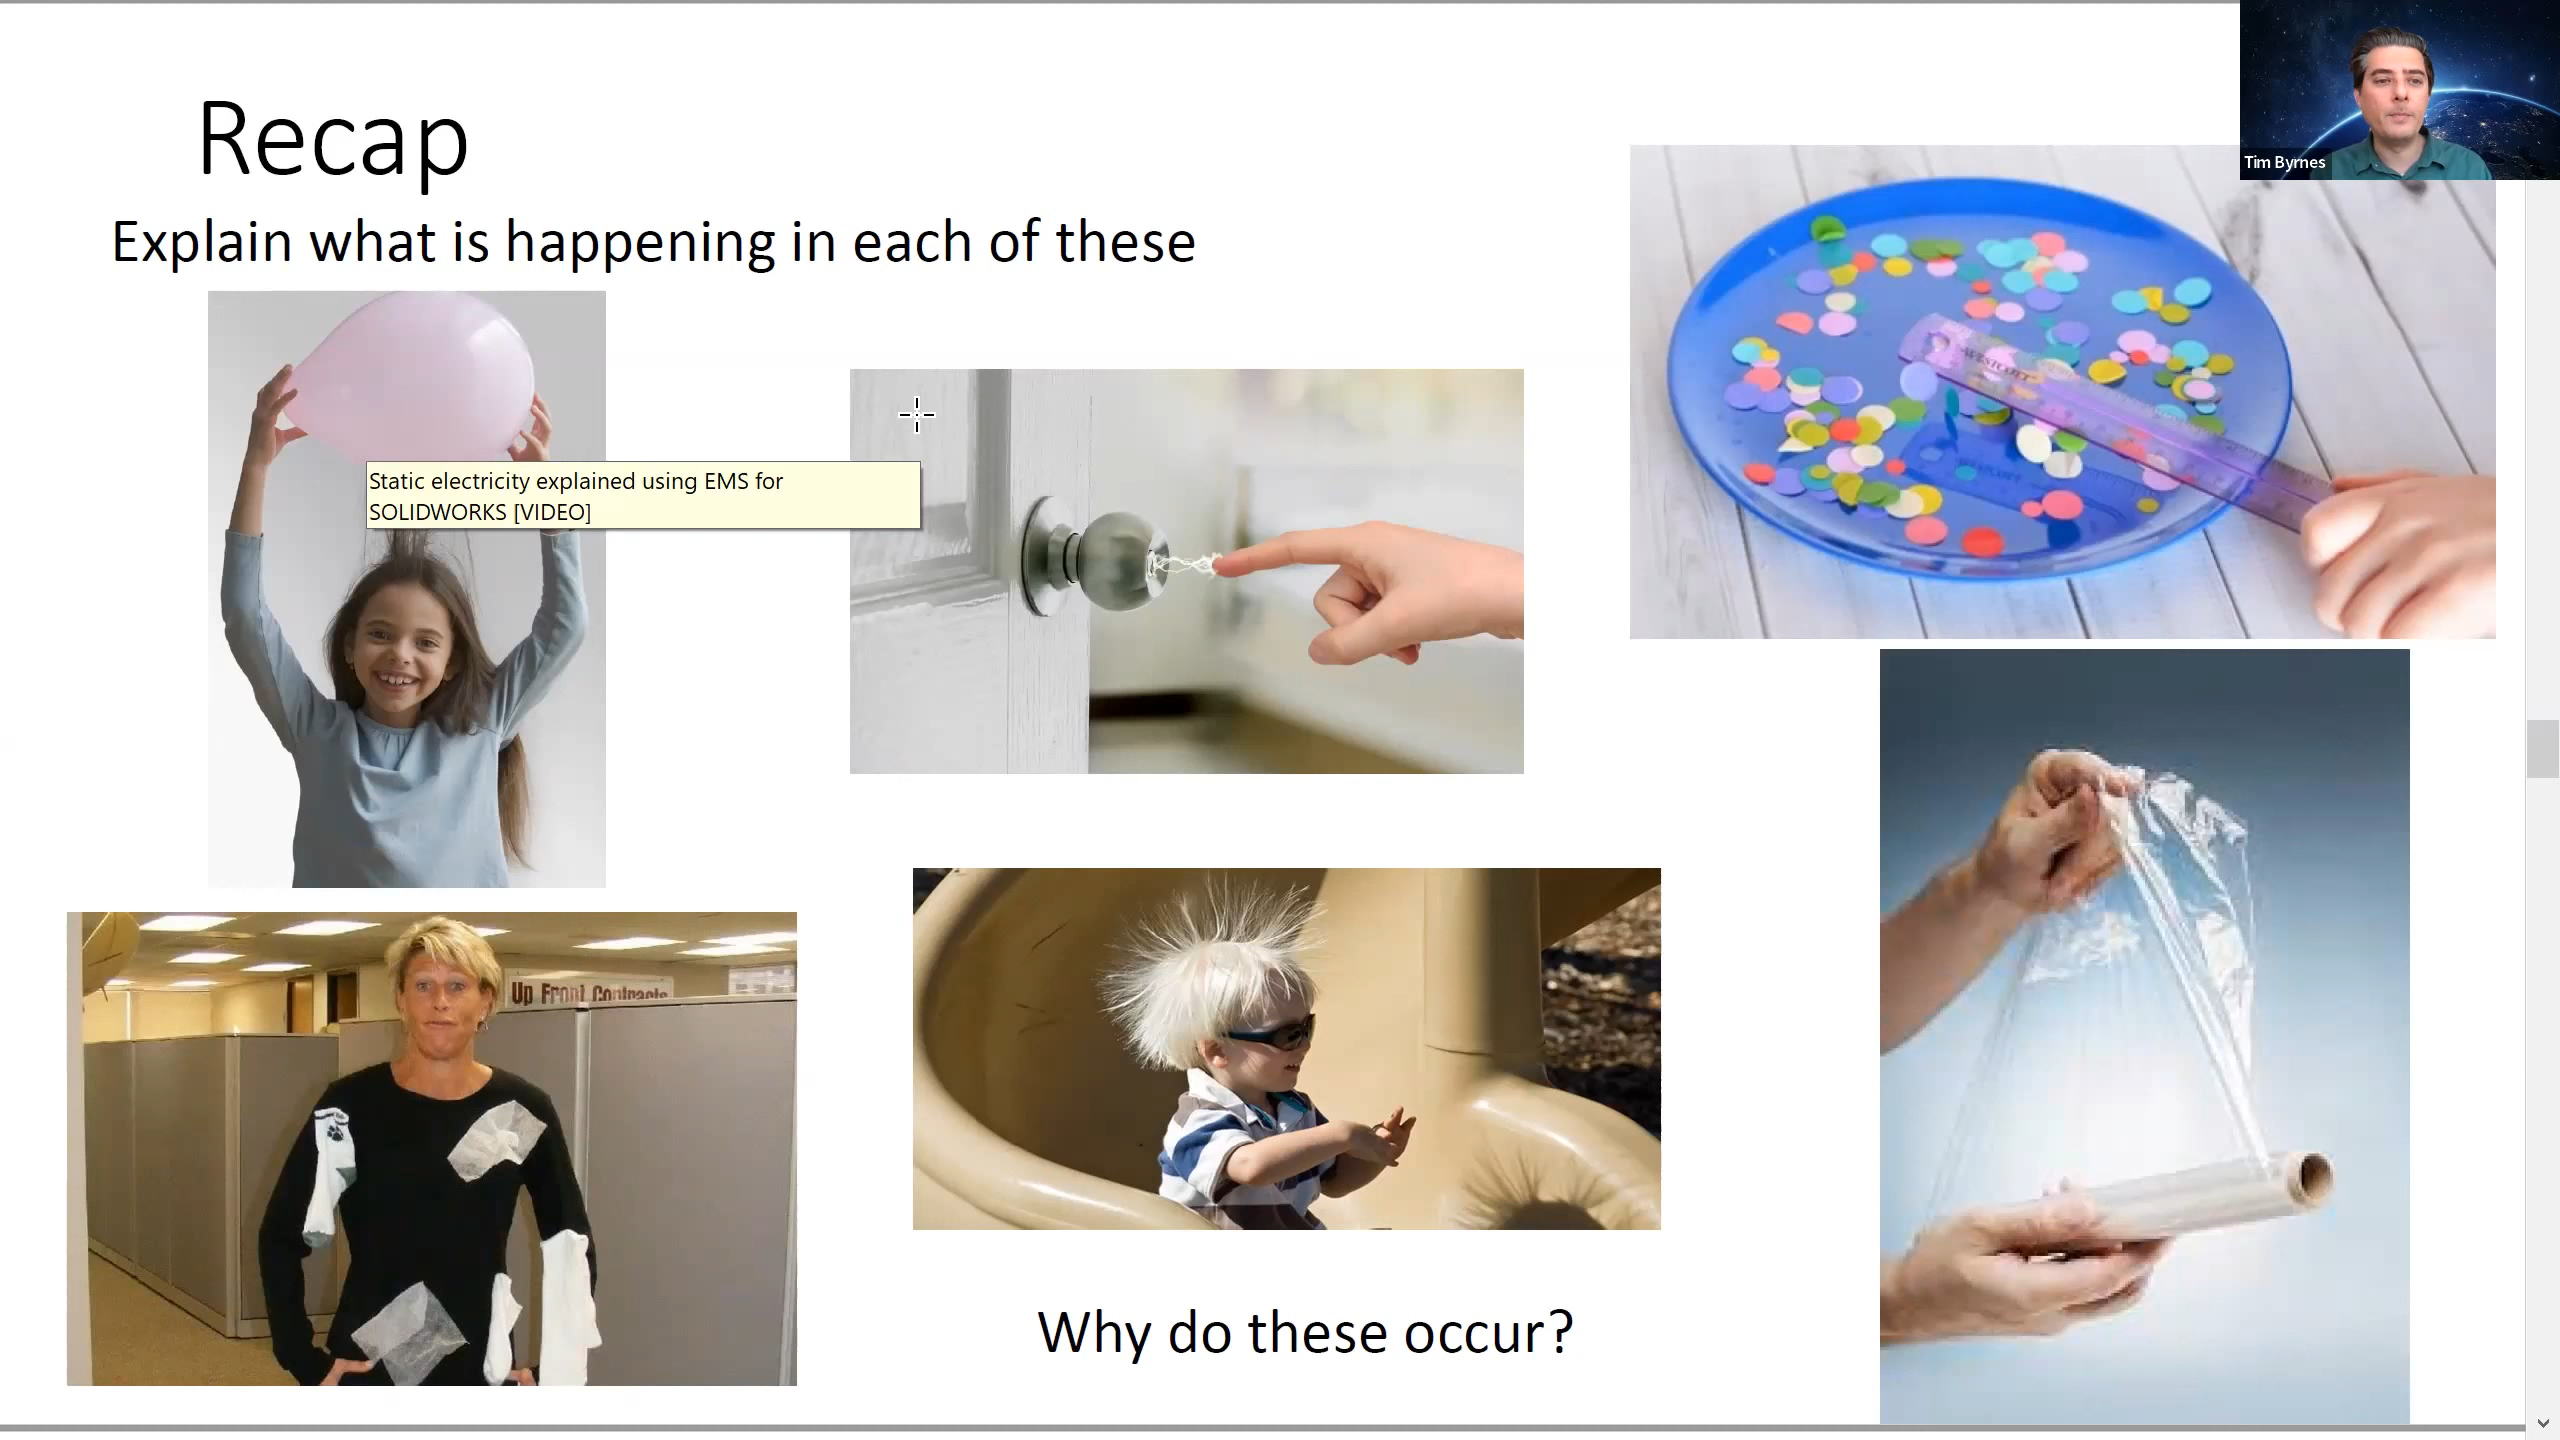 Recap
Explain what is happening in each of these
Tim Byrnes
Static electricity explained using EMS for
SOLIDWORKS [VIDEO]
WESTCOTT
Up Front Contracts
Why do these occur?